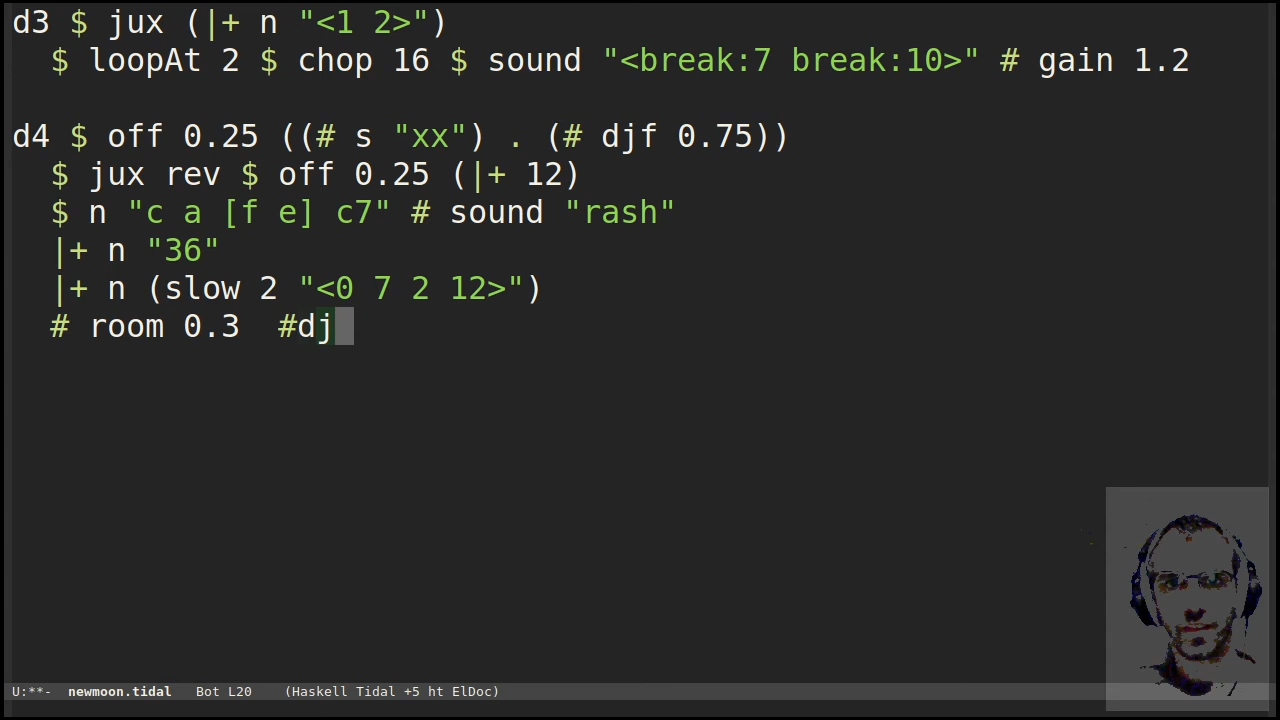 d3 $ jux (|+ n "<1 2>")
  $ loopAt 2 $ chop 16 $ sound "<break:7 break:10>" # gain 1.2
d4 $ off 0.25 ((# s "xx") . (# djf 0.75))
  $ jux rev $ off 0.25 (|+ 12)
  $ n "c a [f e] c7" # sound "rash"
  |+ n "36"
  |+ n (slow 2 "<0 7 2 12>")
  # room 0.3  #dj
U:**-  newmoon.tidal   Bot L20    (Haskell Tidal +5 ht ElDoc)